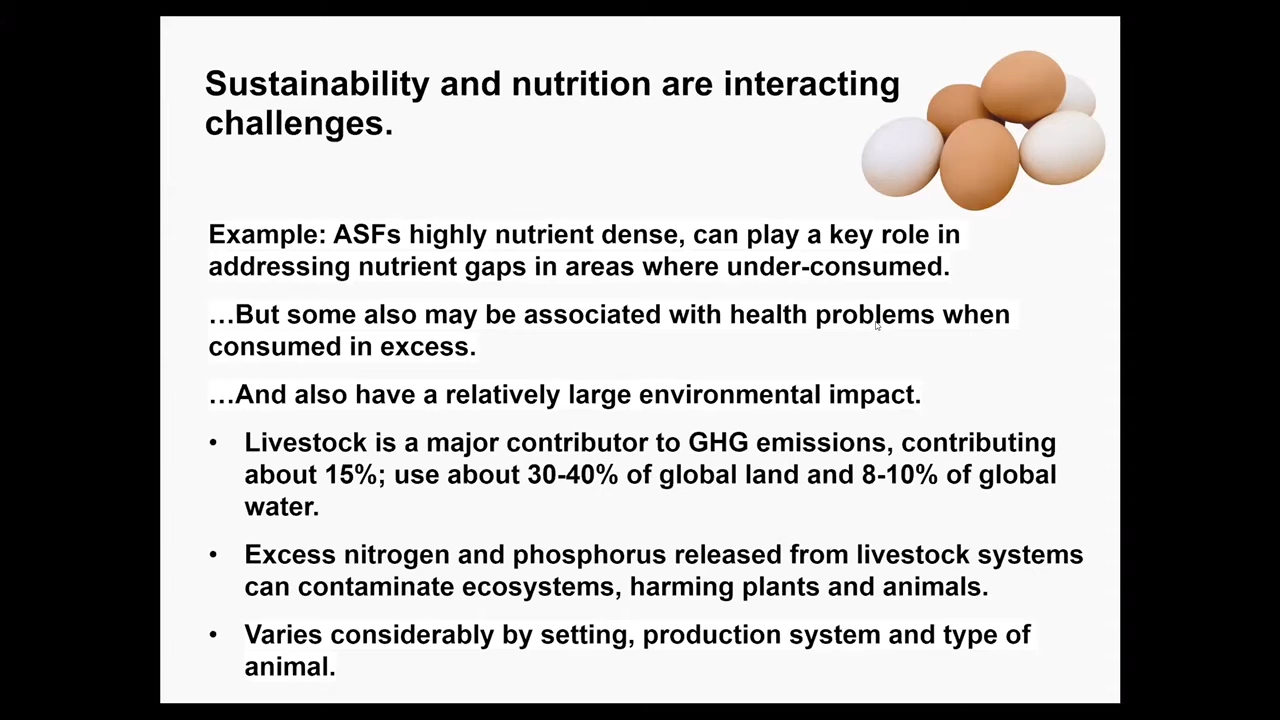 Sustainability and nutrition are interacting
challenges.
Example: ASFs highly nutrient dense, can play a key role in
addressing nutrient gaps in areas where under-consumed.
…But some also may be associated with health problems when
consumed in excess.
…And also have a relatively large environmental impact.
• Livestock is a major contributor to GHG emissions, contributing
about 15%; use about 30-40% of global land and 8-10% of global
water.
• Excess nitrogen and phosphorus released from livestock systems
can contaminate ecosystems, harming plants and animals.
• Varies considerably by setting, production system and type of
animal.